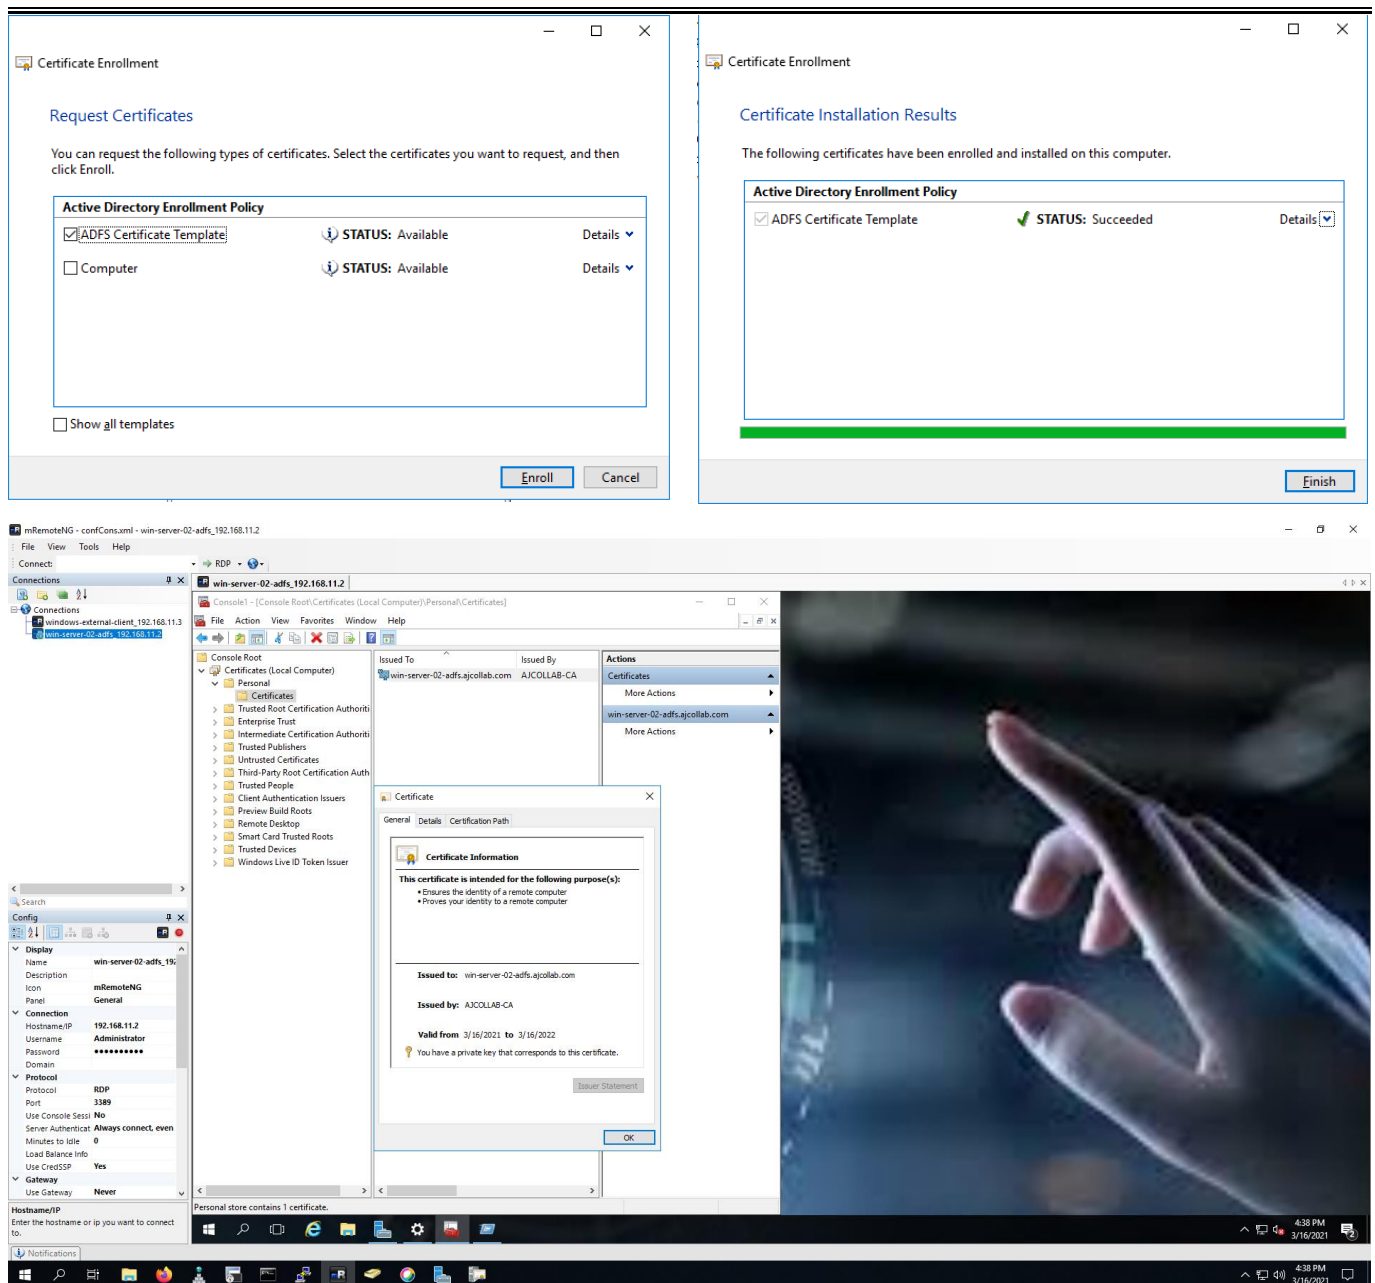 Certificate Enrollment
Request Certificates
You can request the following types of certificates. Select the certificates you want to request, and then
click Enroll.
Active Directory Enrollment Policy
ADFS Certificate Template
STATUS: Available
Details
Computer
STATUS: Available
Details
Show all templates
Enroll
Cancel
Certificate Enrollment
Certificate Installation Results
The following certificates have been enrolled and installed on this computer.
Active Directory Enrollment Policy
ADFS Certificate Template
STATUS: Succeeded
Details
Finish
mRemoteNG - confCons.xml - win-server-02-adfs_192.168.11.2
File View Tools Help
Connect:
RDP
Connections
Connections
windows-external-client_192.168.11.3
win-server-02-adfs_192.168.11.2
Search
Config
Display
Name win-server-02-adfs_192
Description
Icon mRemoteNG
Panel General
Connection
Hostname/IP 192.168.11.2
Username Administrator
Password ●●●●●●●●●●
Domain
Protocol
Protocol RDP
Port 3389
Use Console Sessi No
Server Authenticat Always connect, even
Minutes to Idle 0
Load Balance Info
Use CredSSP Yes
Gateway
Use Gateway Never
Hostname/IP
Enter the hostname or ip you want to connect
to.
Notifications
win-server-02-adfs_192.168.11.2
Console1 - [Console Root\Certificates (Local Computer)\Personal\Certificates]
File Action View Favorites Window Help
Console Root
Certificates (Local Computer)
Personal
Certificates
Trusted Root Certification Authoriti
Enterprise Trust
Intermediate Certification Authoriti
Trusted Publishers
Untrusted Certificates
Third-Party Root Certification Auth
Trusted People
Client Authentication Issuers
Preview Build Roots
Remote Desktop
Smart Card Trusted Roots
Trusted Devices
Windows Live ID Token Issuer
Issued To Issued By
win-server-02-adfs.ajcollab.com AJCOLLAB-CA
Actions
Certificates
More Actions
win-server-02-adfs.ajcollab.com
More Actions
Certificate
General Details Certification Path
Certificate Information
This certificate is intended for the following purpose(s):
• Ensures the identity of a remote computer
• Proves your identity to a remote computer
Issued to: win-server-02-adfs.ajcollab.com
Issued by: AJCOLLAB-CA
Valid from 3/16/2021 to 3/16/2022
You have a private key that corresponds to this certificate.
Issuer Statement
OK
Personal store contains 1 certificate.
4:38 PM
3/16/2021
4:38 PM
3/16/2021